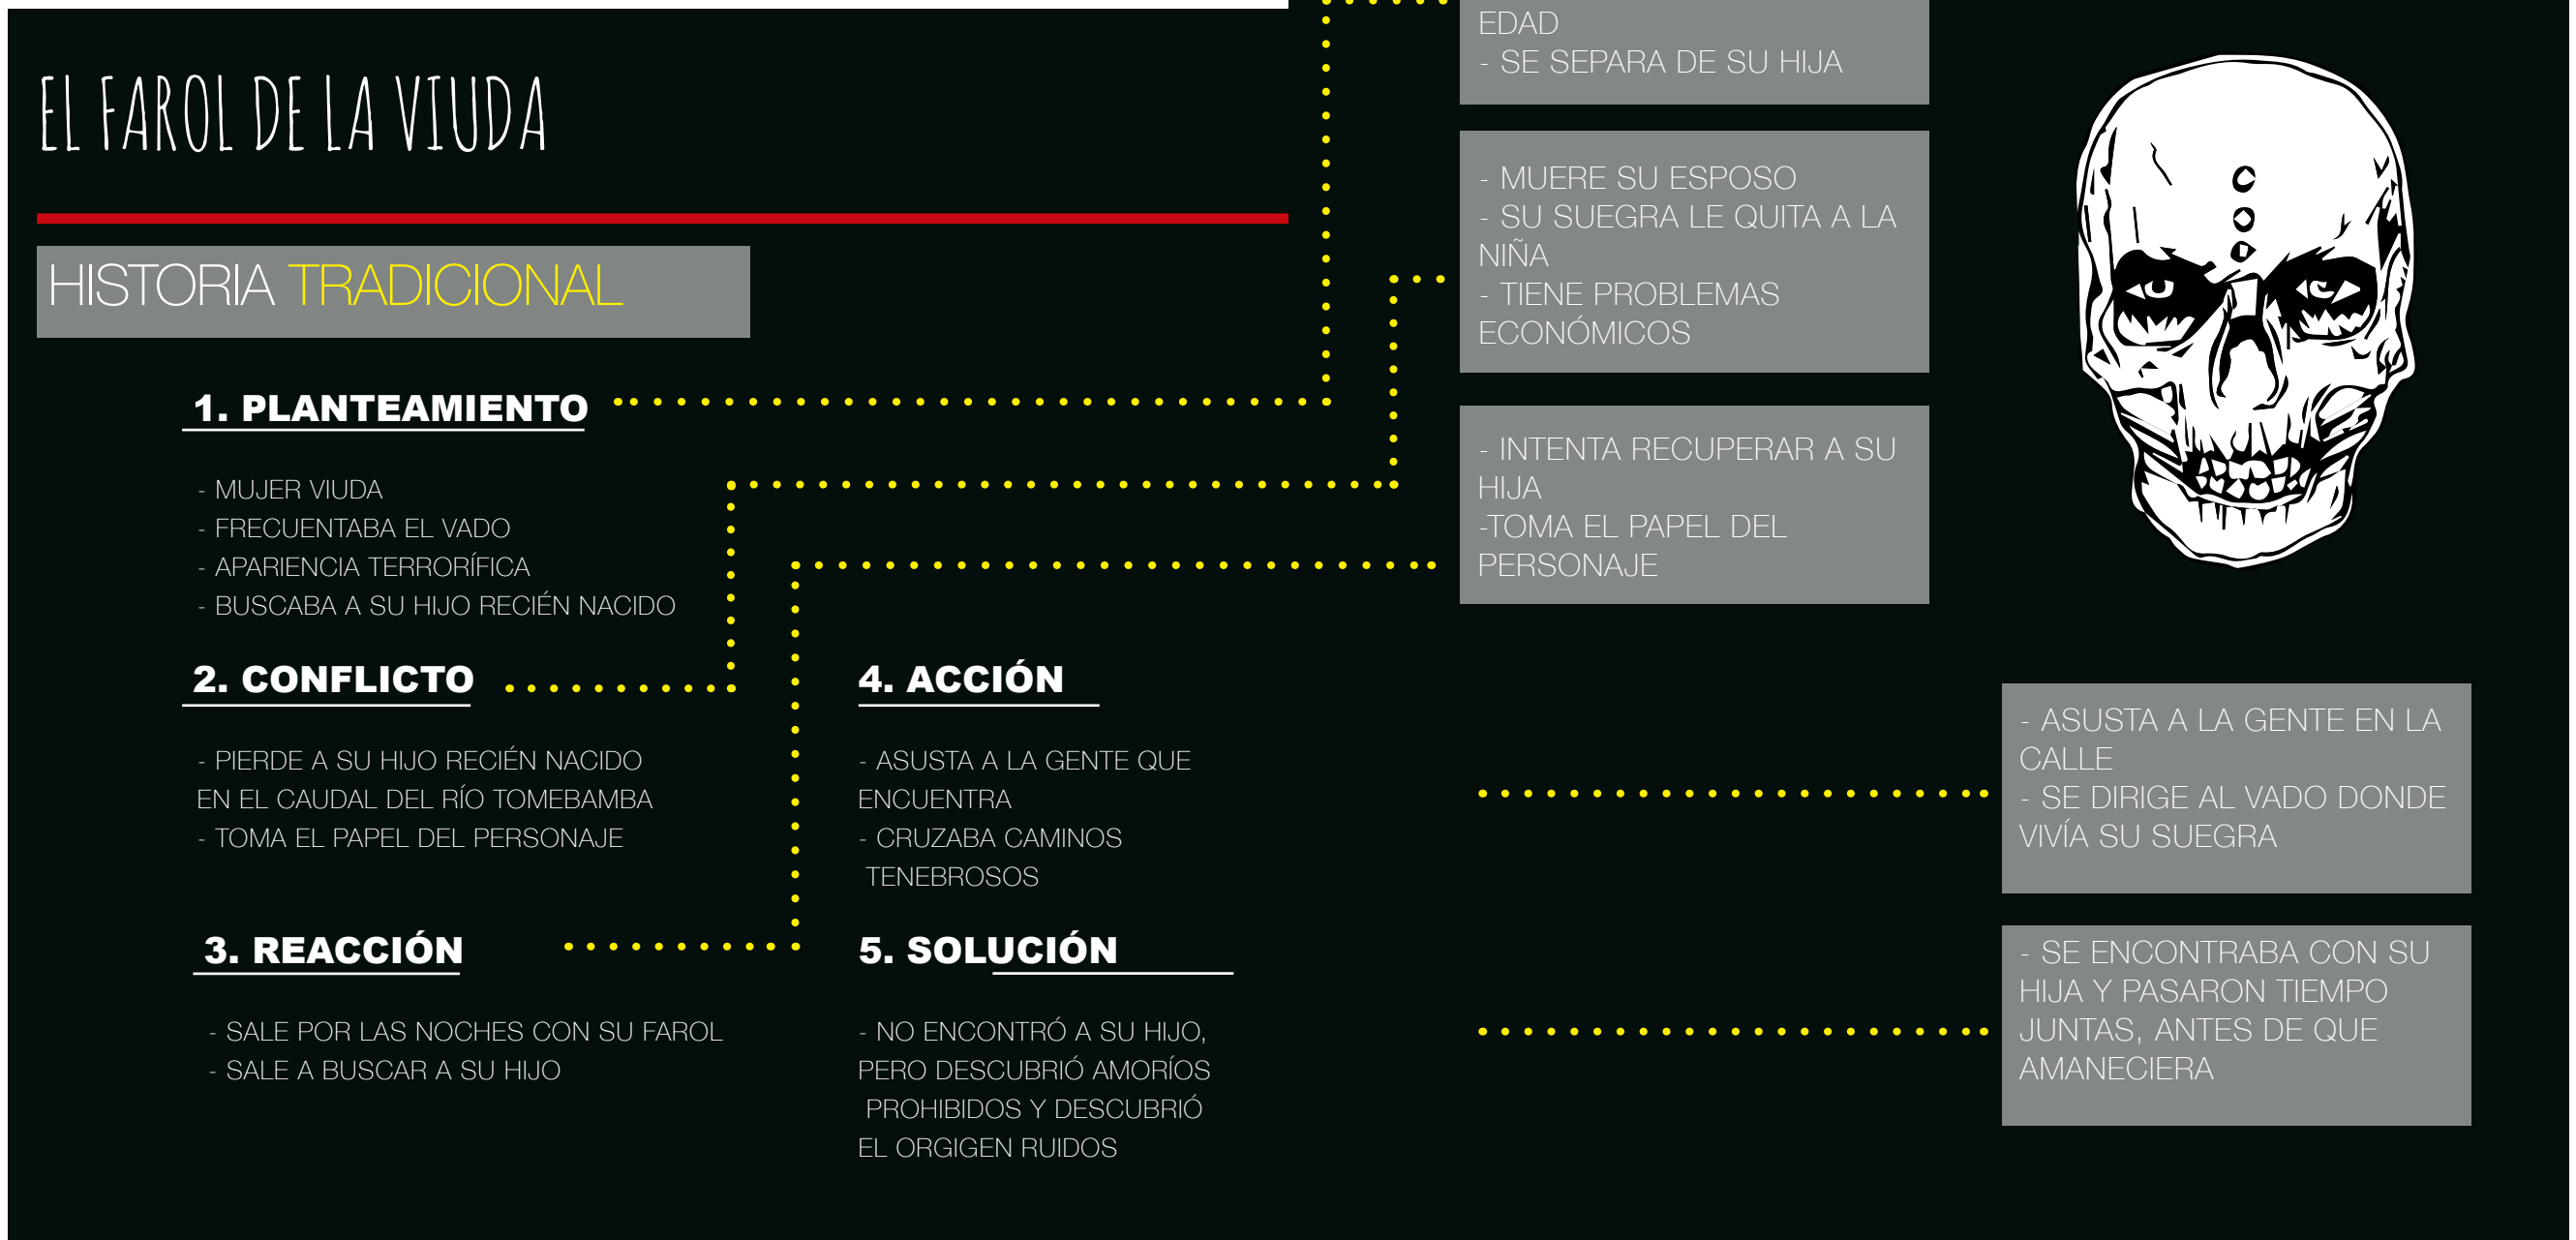 EL FAROL DE LA VIUDA
HISTORIA TRADICIONAL
1. PLANTEAMIENTO
- MUJER VIUDA
- FRECUENTABA EL VADO
- APARIENCIA TERRORÍFICA
- BUSCABA A SU HIJO RECIÉN NACIDO
2. CONFLICTO
- PIERDE A SU HIJO RECIÉN NACIDO
EN EL CAUDAL DEL RÍO TOMEBAMBA
- TOMA EL PAPEL DEL PERSONAJE
3. REACCIÓN
- SALE POR LAS NOCHES CON SU FAROL
- SALE A BUSCAR A SU HIJO
4. ACCIÓN
- ASUSTA A LA GENTE QUE
ENCUENTRA
- CRUZABA CAMINOS
TENEBROSOS
5. SOLUCIÓN
- NO ENCONTRÓ A SU HIJO,
PERO DESCUBRIÓ AMORÍOS
PROHIBIDOS Y DESCUBRIÓ
EL ORGIGEN RUIDOS
EDAD
- SE SEPARA DE SU HIJA
- MUERE SU ESPOSO
- SU SUEGRA LE QUITA A LA
NIÑA
- TIENE PROBLEMAS
ECONÓMICOS
- INTENTA RECUPERAR A SU
HIJA
-TOMA EL PAPEL DEL
PERSONAJE
- ASUSTA A LA GENTE EN LA
CALLE
- SE DIRIGE AL VADO DONDE
VIVÍA SU SUEGRA
- SE ENCONTRABA CON SU
HIJA Y PASARON TIEMPO
JUNTAS, ANTES DE QUE
AMANECIERA